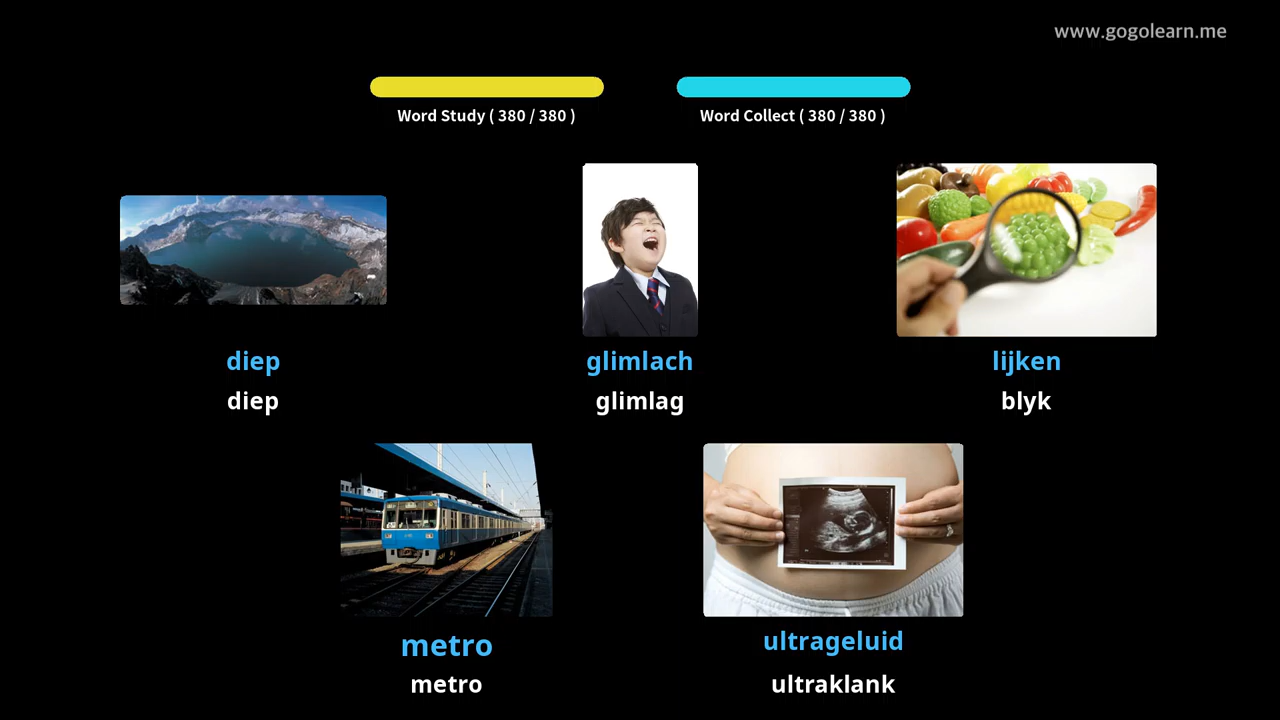 www.gogolearn.me
Word Study ( 380 / 380 )
Word Collect ( 380 / 380 )
diep
diep
glimlach
glimlag
lijken
blyk
metro
metro
ultrageluid
ultraklank